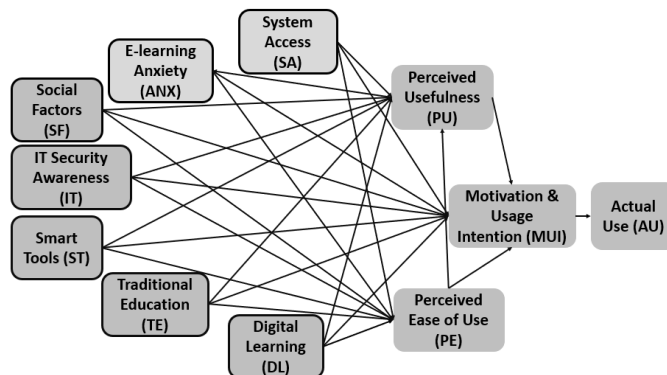 System
Access
(SA)
E-learning
Anxiety
(ANX)
Social
Factors
(SF)
IT Security
Awareness
(IT)
Smart
Tools (ST)
Traditional
Education
(TE)
Digital
Learning
(DL)
Perceived
Usefulness
(PU)
Motivation &
Usage
Intention (MUI)
Actual
Use (AU)
Perceived
Ease of Use
(PE)